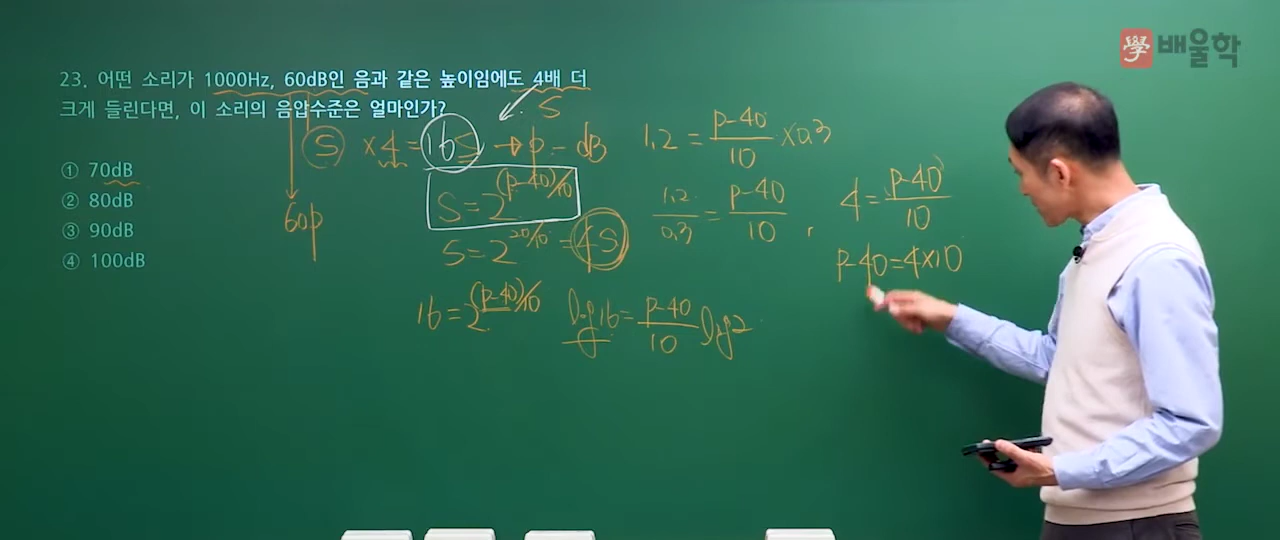 學 배울학
23. 어떤 소리가 1000Hz, 60dB인 음과 같은 높이임에도 4배 더
크게 들린다면, 이 소리의 음압수준은 얼마인가?
① 70dB
② 80dB
③ 90dB
④ 100dB
S
S ×4 = 16S → p - dB
60p
S=2^(p-40)/10
S=2^20/10=4S
16=2^(p-40)/10
log16=p-40/10 log2
1.2=p-40/10×0.3
1.2/0.3=p-40/10,
4=p-40/10
p-40=4×10